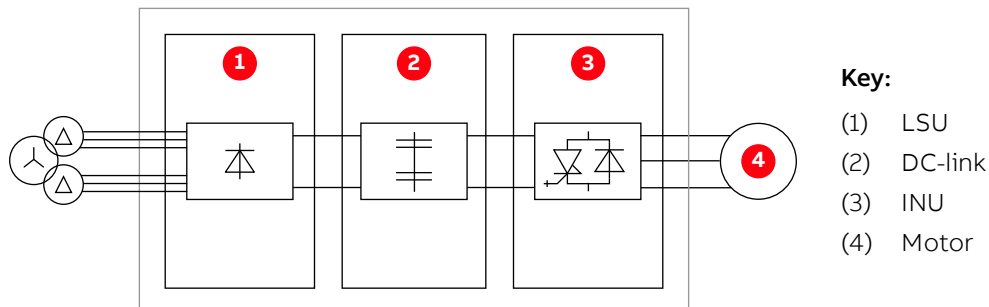 1
2
3
4
Key:
(1) LSU
(2) DC-link
(3) INU
(4) Motor